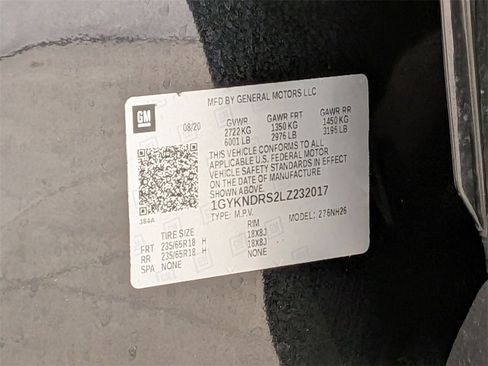 GM
MFD BY GENERAL MOTORS LLC
08/20
GVWR GAWR FRT GAWR RR
2722 KG 1350 KG 1450 KG
6001 LB 2976 LB 3195 LB
THIS VEHICLE CONFORMS TO ALL
APPLICABLE U.S. FEDERAL MOTOR
VEHICLE SAFETY STANDARDS IN EFFECT
ON THE DATE OF MANUFACTURE
SHOWN ABOVE.
384A
1GYKNDRS2LZ232017
TYPE: M.P.V. MODEL: 276NH26
TIRE SIZE RIM
FRT 235/65R18 H 18X8J
RR 235/65R18 H 18X8J
SPA NONE NONE